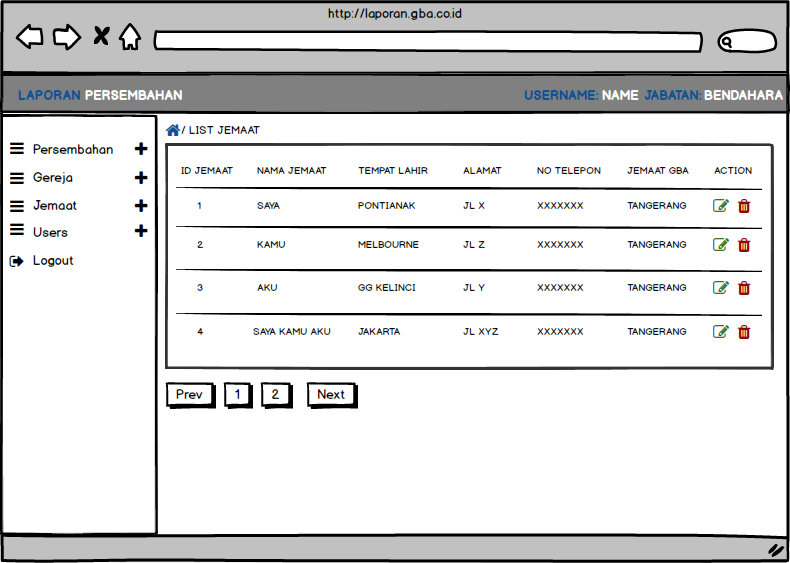 http://laporan.gba.co.id
LAPORAN PERSEMBAHAN USERNAME: NAME JABATAN: BENDAHARA
/ LIST JEMAAT
Persembahan
Gereja
Jemaat
Users
Logout
ID JEMAAT NAMA JEMAAT TEMPAT LAHIR ALAMAT NO TELEPON JEMAAT GBA ACTION
1 SAYA PONTIANAK JL X XXXXXXX TANGERANG
2 KAMU MELBOURNE JL Z XXXXXXX TANGERANG
3 AKU GG KELINCI JL Y XXXXXXX TANGERANG
4 SAYA KAMU AKU JAKARTA JL XYZ XXXXXXX TANGERANG
Prev 1 2 Next